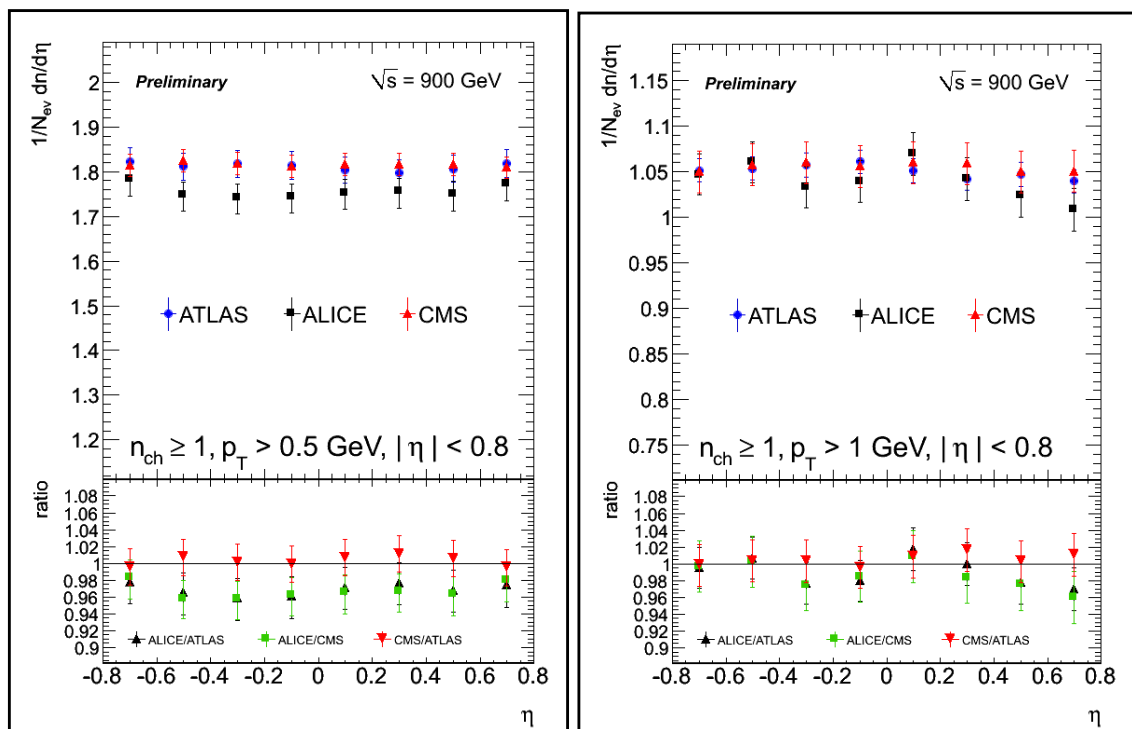 1/N_ev dn/dη
Preliminary
√s = 900 GeV
2
1.9
1.8
1.7
1.6
1.5
1.4
1.3
1.2
ATLAS ALICE CMS
n_ch ≥ 1, p_T > 0.5 GeV, | η | < 0.8
ratio
1.08
1.06
1.04
1.02
1
0.98
0.96
0.94
0.92
0.9
ALICE/ATLAS ALICE/CMS CMS/ATLAS
-0.8 -0.6 -0.4 -0.2 0 0.2 0.4 0.6 0.8
η
1/N_ev dn/dη
Preliminary
√s = 900 GeV
1.15
1.1
1.05
1
0.95
0.9
0.85
0.8
0.75
ATLAS ALICE CMS
n_ch ≥ 1, p_T > 1 GeV, | η | < 0.8
ratio
1.08
1.06
1.04
1.02
1
0.98
0.96
0.94
0.92
0.9
ALICE/ATLAS ALICE/CMS CMS/ATLAS
-0.8 -0.6 -0.4 -0.2 0 0.2 0.4 0.6 0.8
η